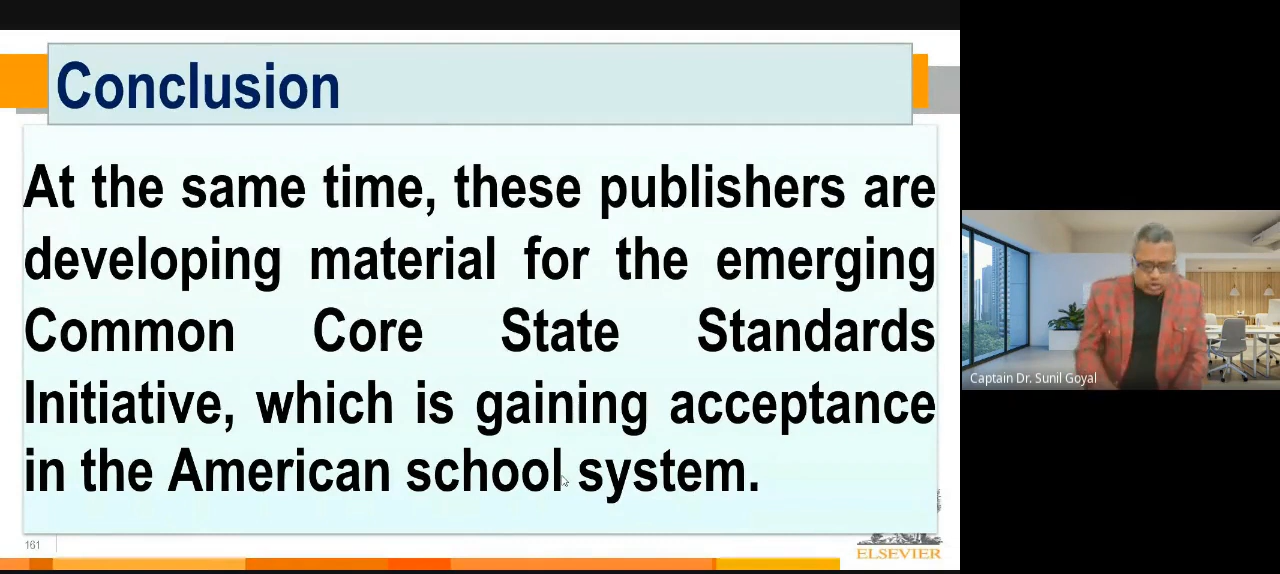 Conclusion
At the same time, these publishers are
developing material for the emerging
Common Core State Standards
Initiative, which is gaining acceptance
in the American school system.
161
ELSEVIER
Captain Dr. Sunil Goyal